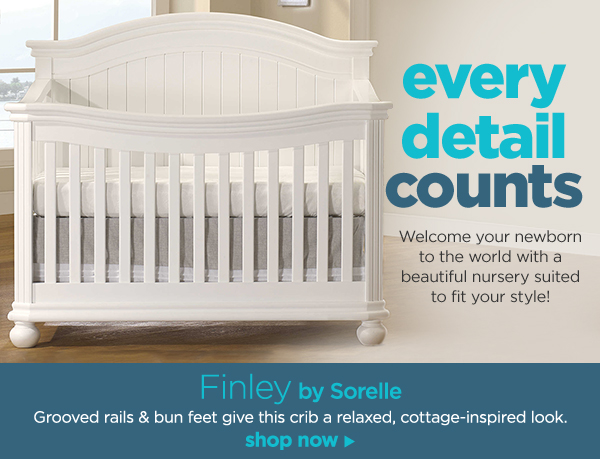 every
detail
counts
Welcome your newborn
to the world with a
beautiful nursery suited
to fit your style!
Finley by Sorelle
Grooved rails & bun feet give this crib a relaxed, cottage-inspired look.
shop now ▶